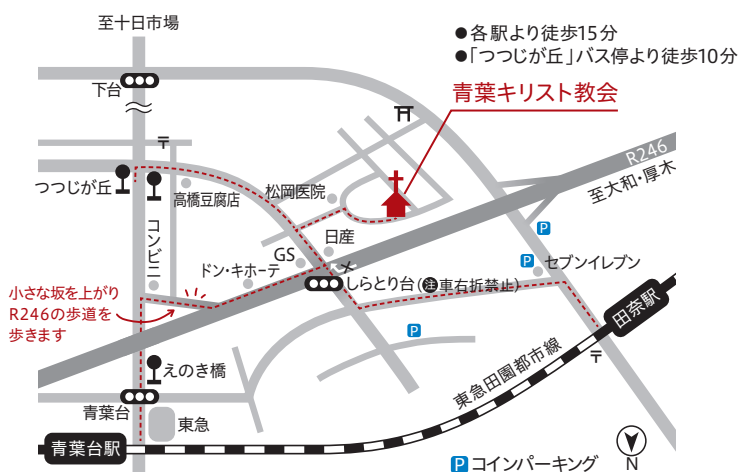 至十日市場
●各駅より徒歩15分
●「つつじが丘」バス停より徒歩10分
青葉キリスト教会
下台
〒
R246
至大和・厚木
つつじが丘
高橋豆腐店
松岡医院
コンビニ
日産
GS
ドン・キホーテ
しらとり台(注車右折禁止)
P
P
セブンイレブン
小さな坂を上がり
R246の歩道を
歩きます
P
田奈駅
〒
えのき橋
東急田園都市線
青葉台
東急
青葉台駅
P コインパーキング
N